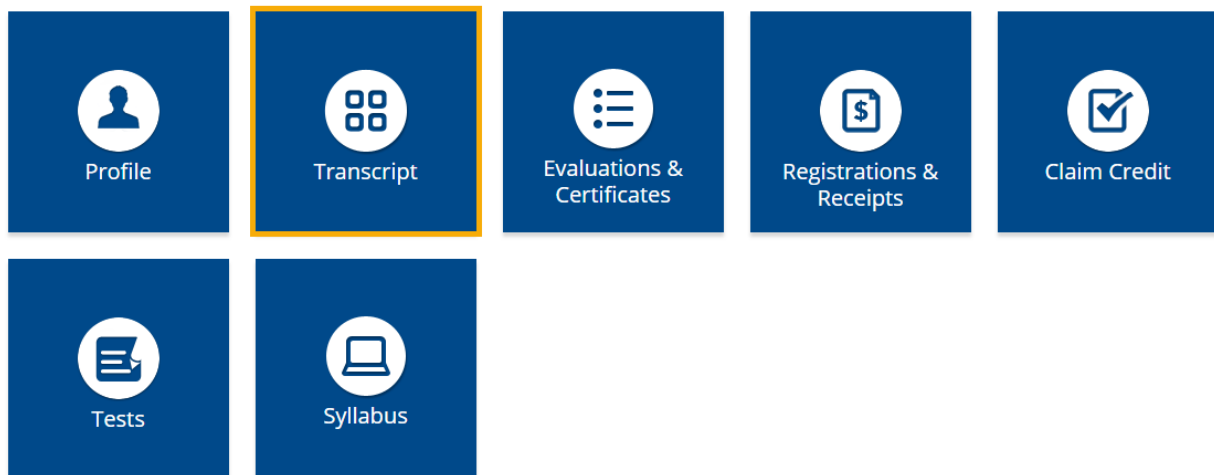 Profile
Transcript
Evaluations &
Certificates
$
Registrations &
Receipts
Claim Credit
Tests
Syllabus